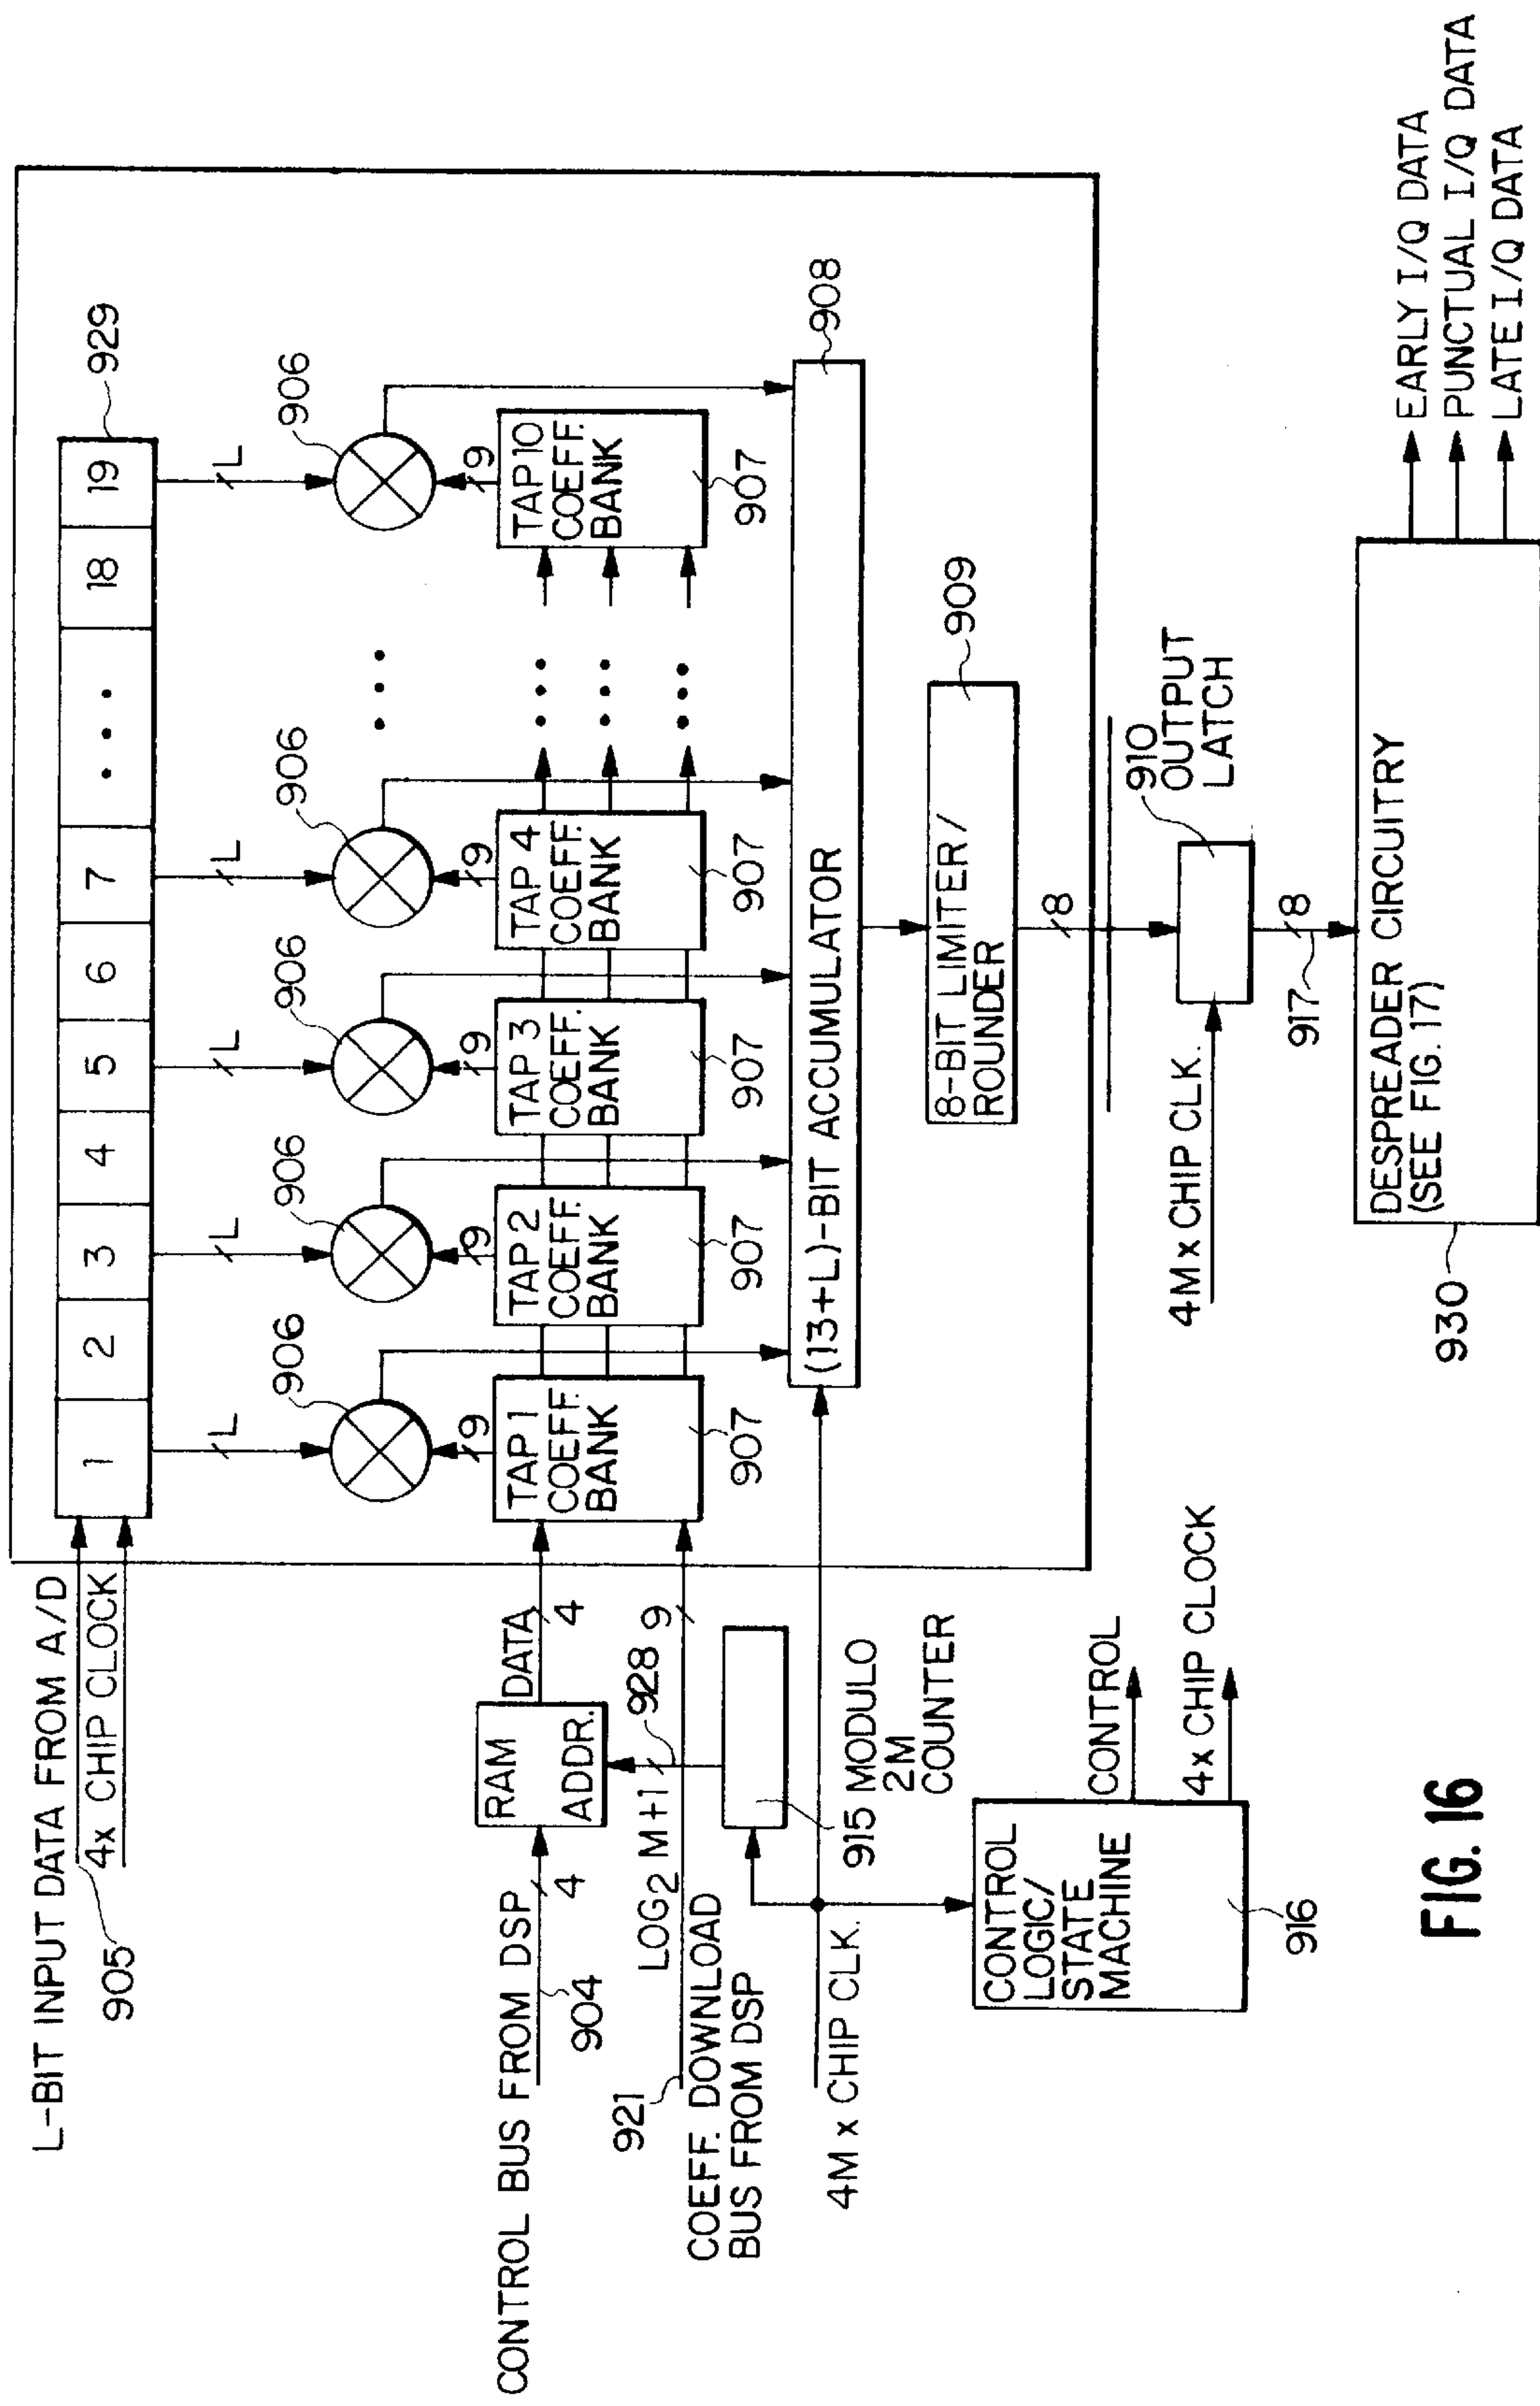 L-BIT INPUT DATA FROM A/D
4x CHIP CLOCK
905
1 2 3 4 5 6 7 ••• 18 19
929
L L L L L
906 906 906 906 906
•••
9 9 9 9 9
TAP 1
COEFF.
BANK
907
TAP 2
COEFF.
BANK
907
TAP 3
COEFF.
BANK
907
TAP 4
COEFF.
BANK
907
•••
•••
•••
TAP 10
COEFF.
BANK
907
CONTROL BUS FROM DSP
4
904
RAM
ADDR.
DATA
4
921
COEFF. DOWNLOAD
BUS FROM DSP
LOG2 M+1
928
9
915 MODULO
2M
COUNTER
4M x CHIP CLK.
(13+L)-BIT ACCUMULATOR
908
8-BIT LIMITER/
ROUNDER
909
8
CONTROL
LOGIC/
STATE
MACHINE
916
CONTROL
4x CHIP CLOCK
4M x CHIP CLK.
910
OUTPUT
LATCH
917
8
DESPREADER CIRCUITRY
(SEE FIG. 17)
930
EARLY I/Q DATA
PUNCTUAL I/Q DATA
LATE I/Q DATA
FIG. 16